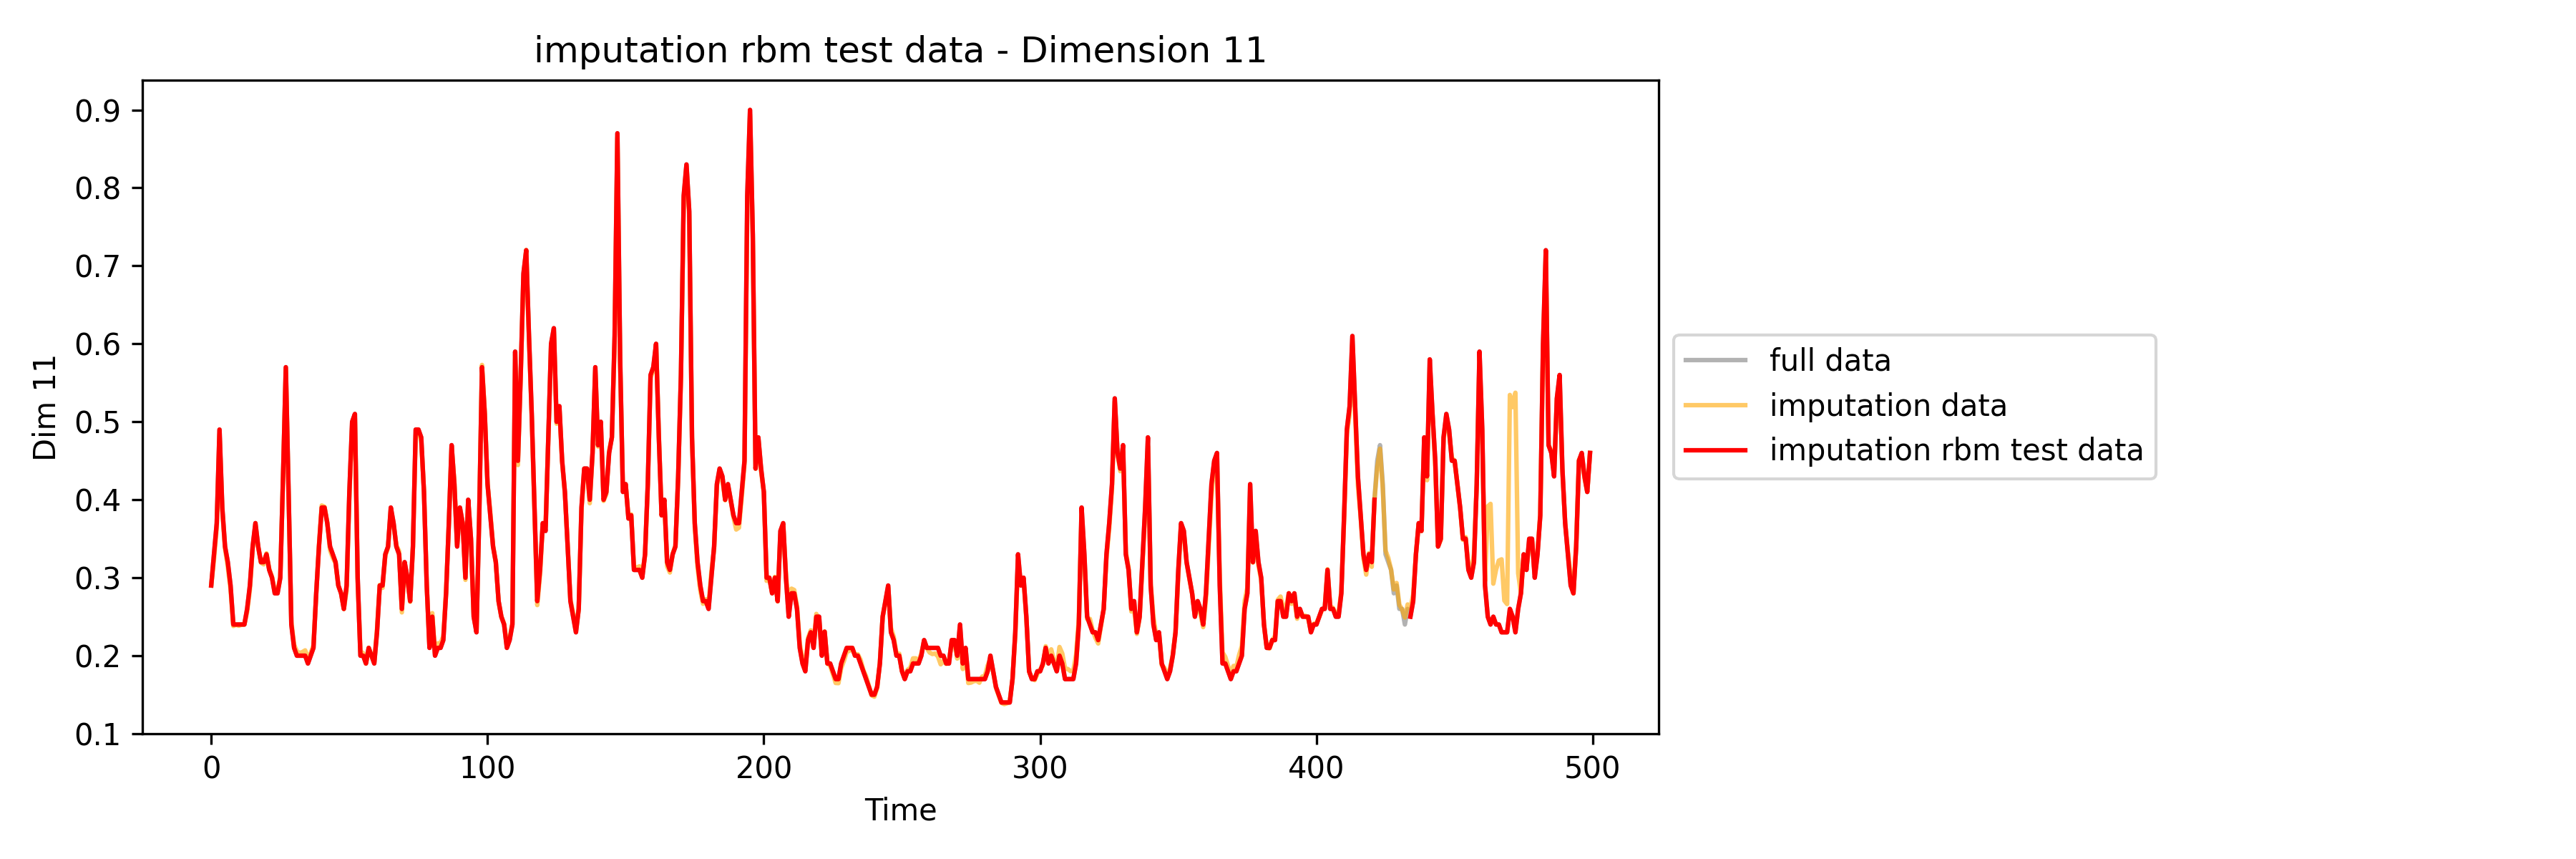 imputation rbm test data - Dimension 11
0.9
0.8
0.7
0.6
0.5
0.4
0.3
0.2
0.1
Dim 11
0 100 200 300 400 500
Time
full data
imputation data
imputation rbm test data